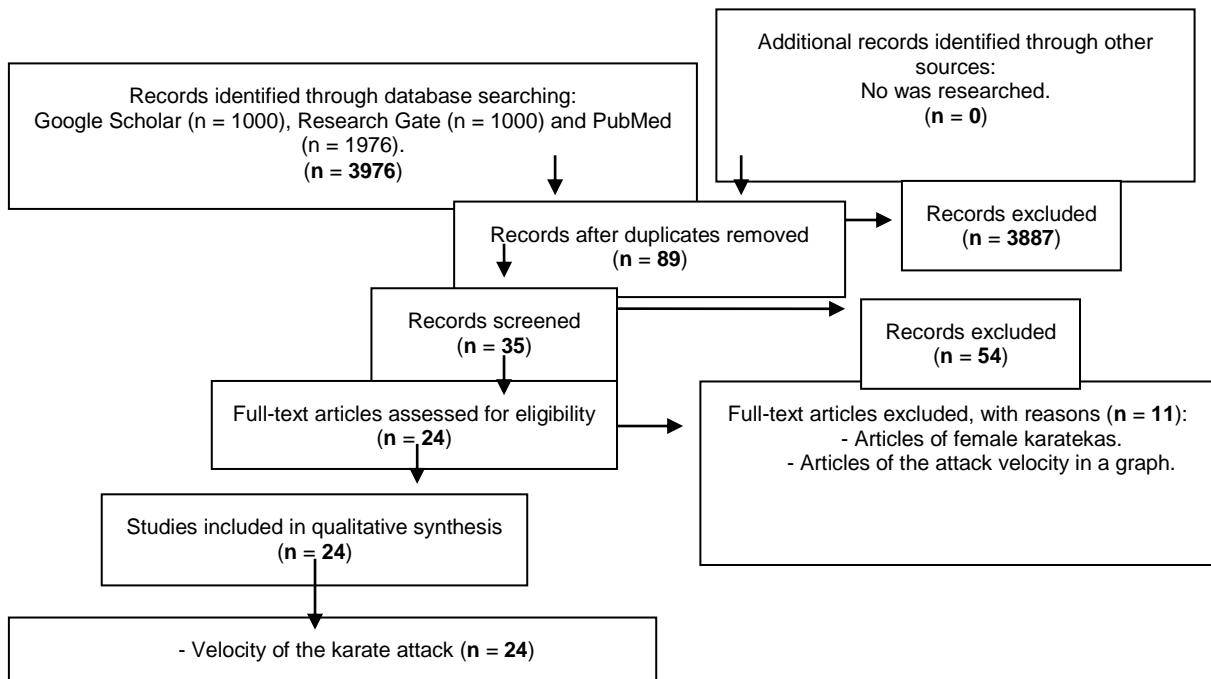 Records identified through database searching:
Google Scholar (n = 1000), Research Gate (n = 1000) and PubMed
(n = 1976).
(n = 3976)
Additional records identified through other
sources:
No was researched.
(n = 0)
Records after duplicates removed
(n = 89)
Records excluded
(n = 3887)
Records screened
(n = 35)
Records excluded
(n = 54)
Full-text articles assessed for eligibility
(n = 24)
Full-text articles excluded, with reasons (n = 11):
- Articles of female karatekas.
- Articles of the attack velocity in a graph.
Studies included in qualitative synthesis
(n = 24)
- Velocity of the karate attack (n = 24)